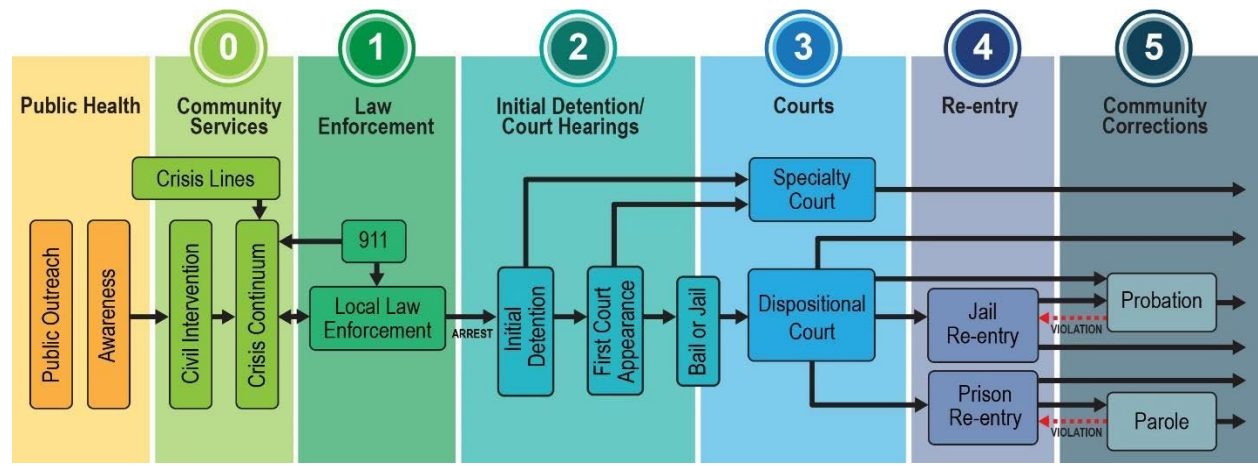 0
1
2
3
4
5
Public Health
Community
Services
Law
Enforcement
Initial Detention/
Court Hearings
Courts
Re-entry
Community
Corrections
Crisis Lines
Public Outreach
Awareness
Civil Intervention
Crisis Continuum
911
Local Law
Enforcement
ARREST
Initial
Detention
First Court
Appearance
Bail or Jail
Specialty
Court
Dispositional
Court
Jail
Re-entry
Prison
Re-entry
VIOLATION
Probation
VIOLATION
Parole